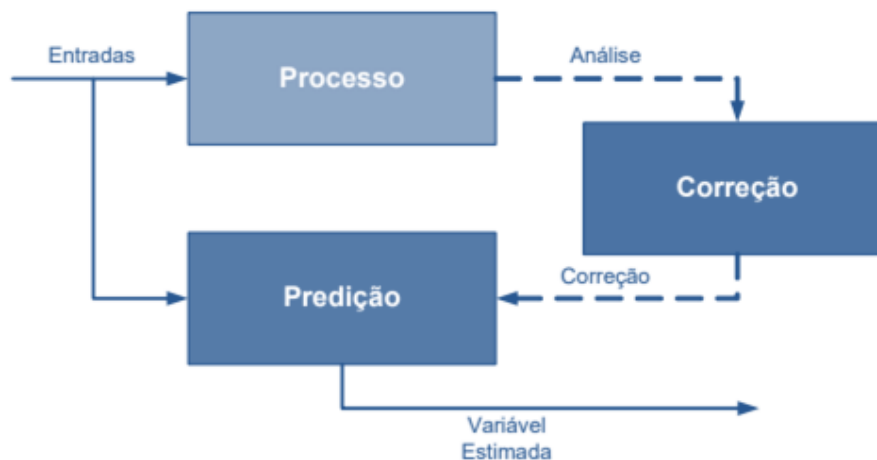 Entradas
Processo
Análise
Correção
Predição
Correção
Variável
Estimada